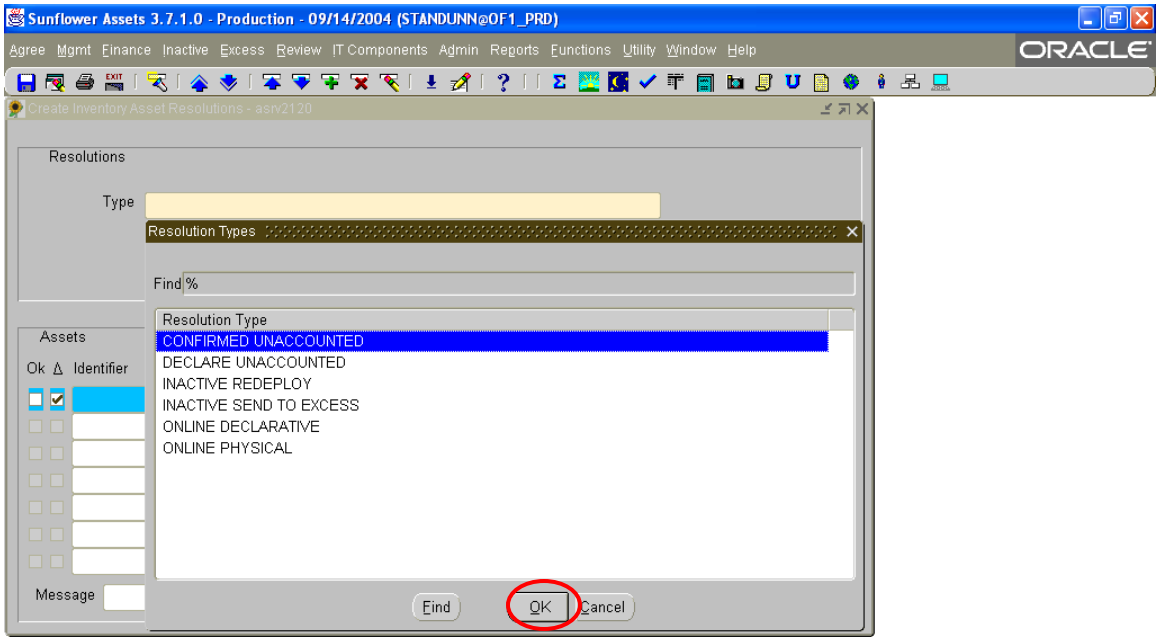 Sunflower Assets 3.7.1.0 - Production - 09/14/2004 (STANDUNN@OF1_PRD)
Agree Mgmt Finance Inactive Excess Review IT Components Admin Reports Functions Utility Window Help
ORACLE
EXIT
Create Inventory Asset Resolutions - asrv2120
Resolutions
Type
Resolution Types
Find %
Resolution Type
Assets
CONFIRMED UNACCOUNTED
DECLARE UNACCOUNTED
Ok Δ Identifier
INACTIVE REDEPLOY
INACTIVE SEND TO EXCESS
ONLINE DECLARATIVE
ONLINE PHYSICAL
Message
Find OK Cancel